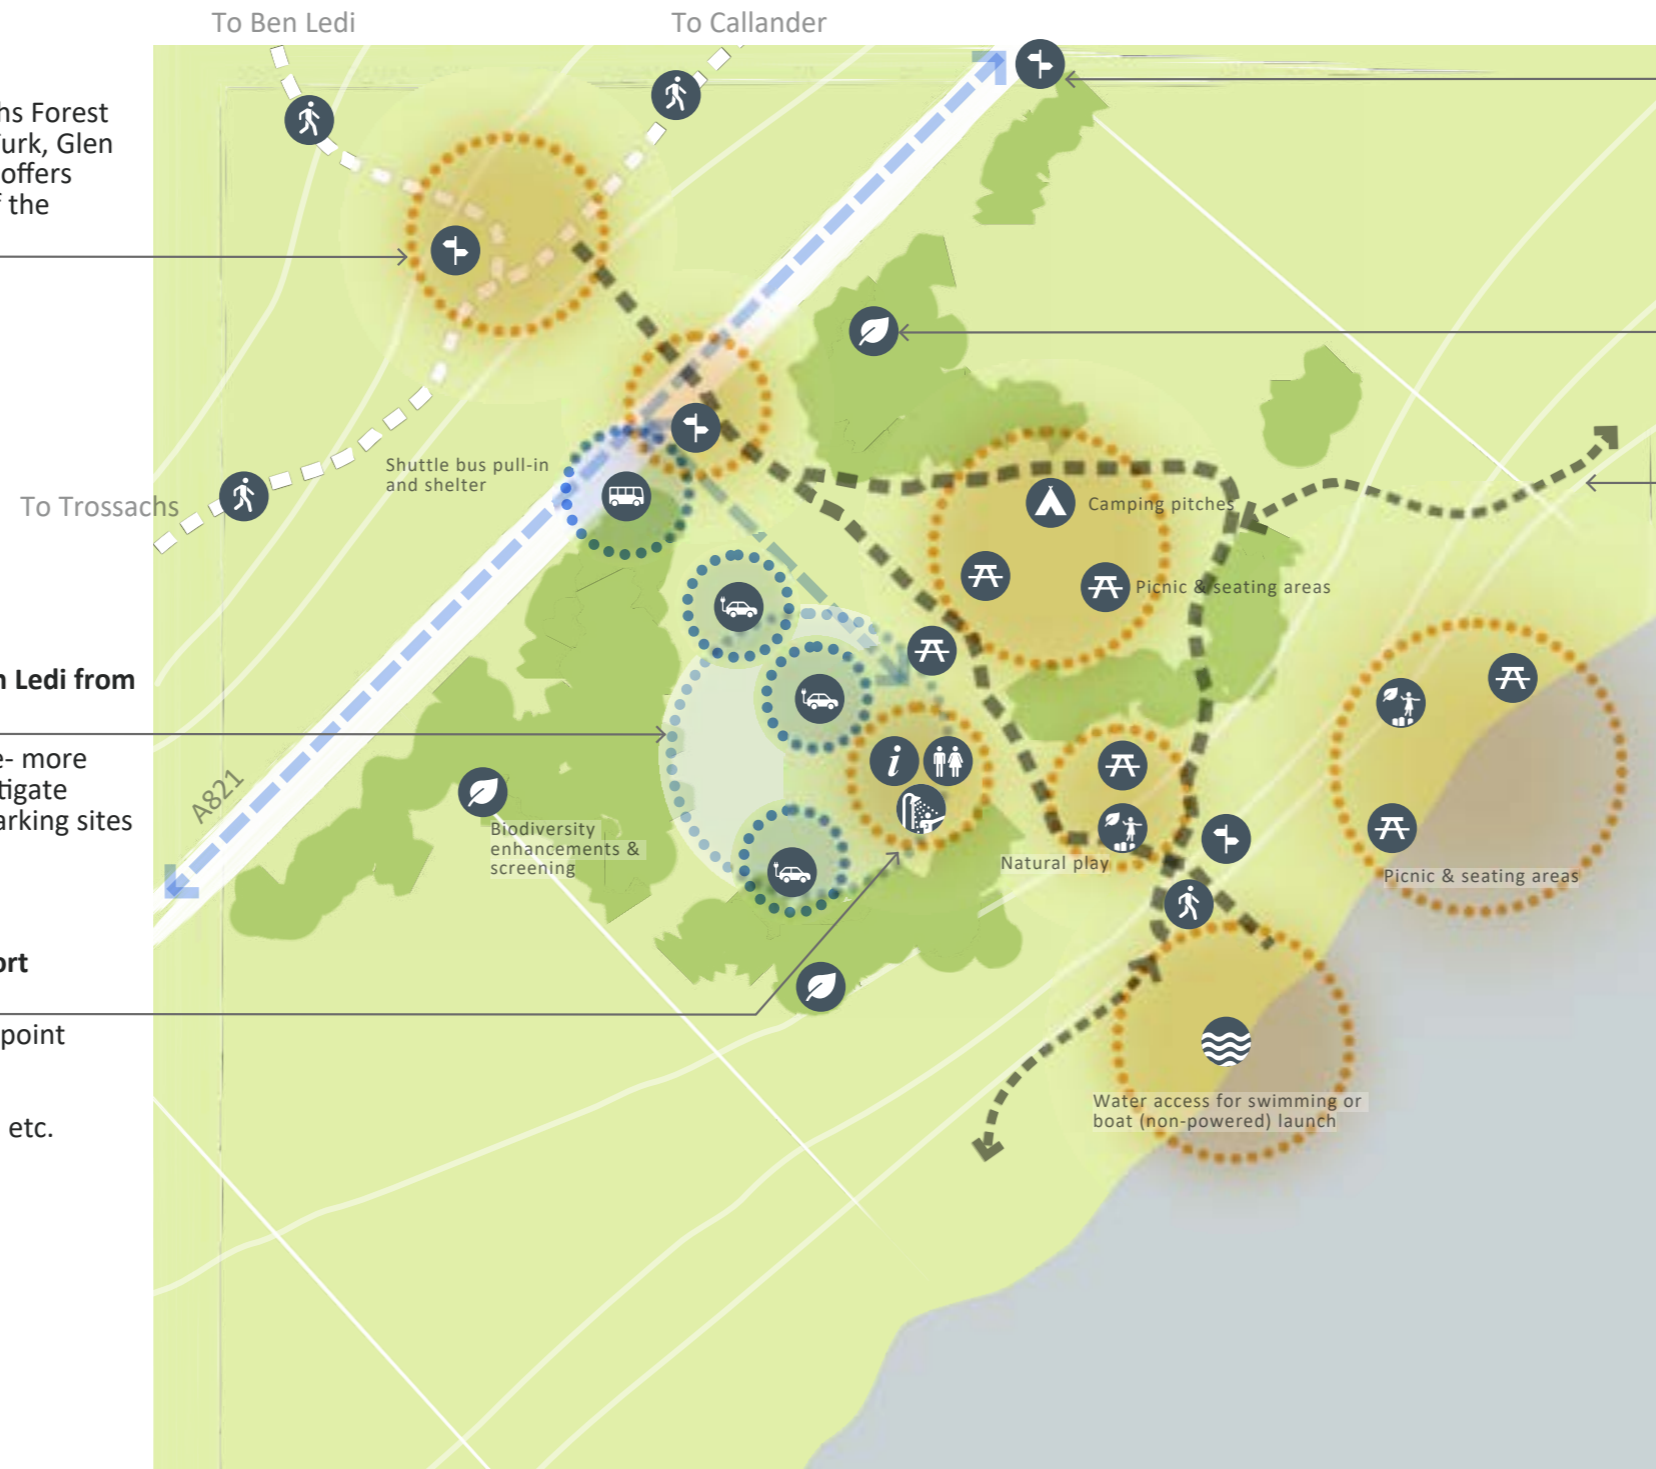 To Ben Ledi
To Callander
hs Forest
Turk, Glen
offers
f the
Shuttle bus pull-in
and shelter
To Trossachs
Camping pitches
Picnic & seating areas
n Ledi from
e- more
tigate
arking sites
A821
Biodiversity
enhancements &
screening
Natural play
Picnic & seating areas
ort
point
etc.
Water access for swimming or
boat (non-powered) launch